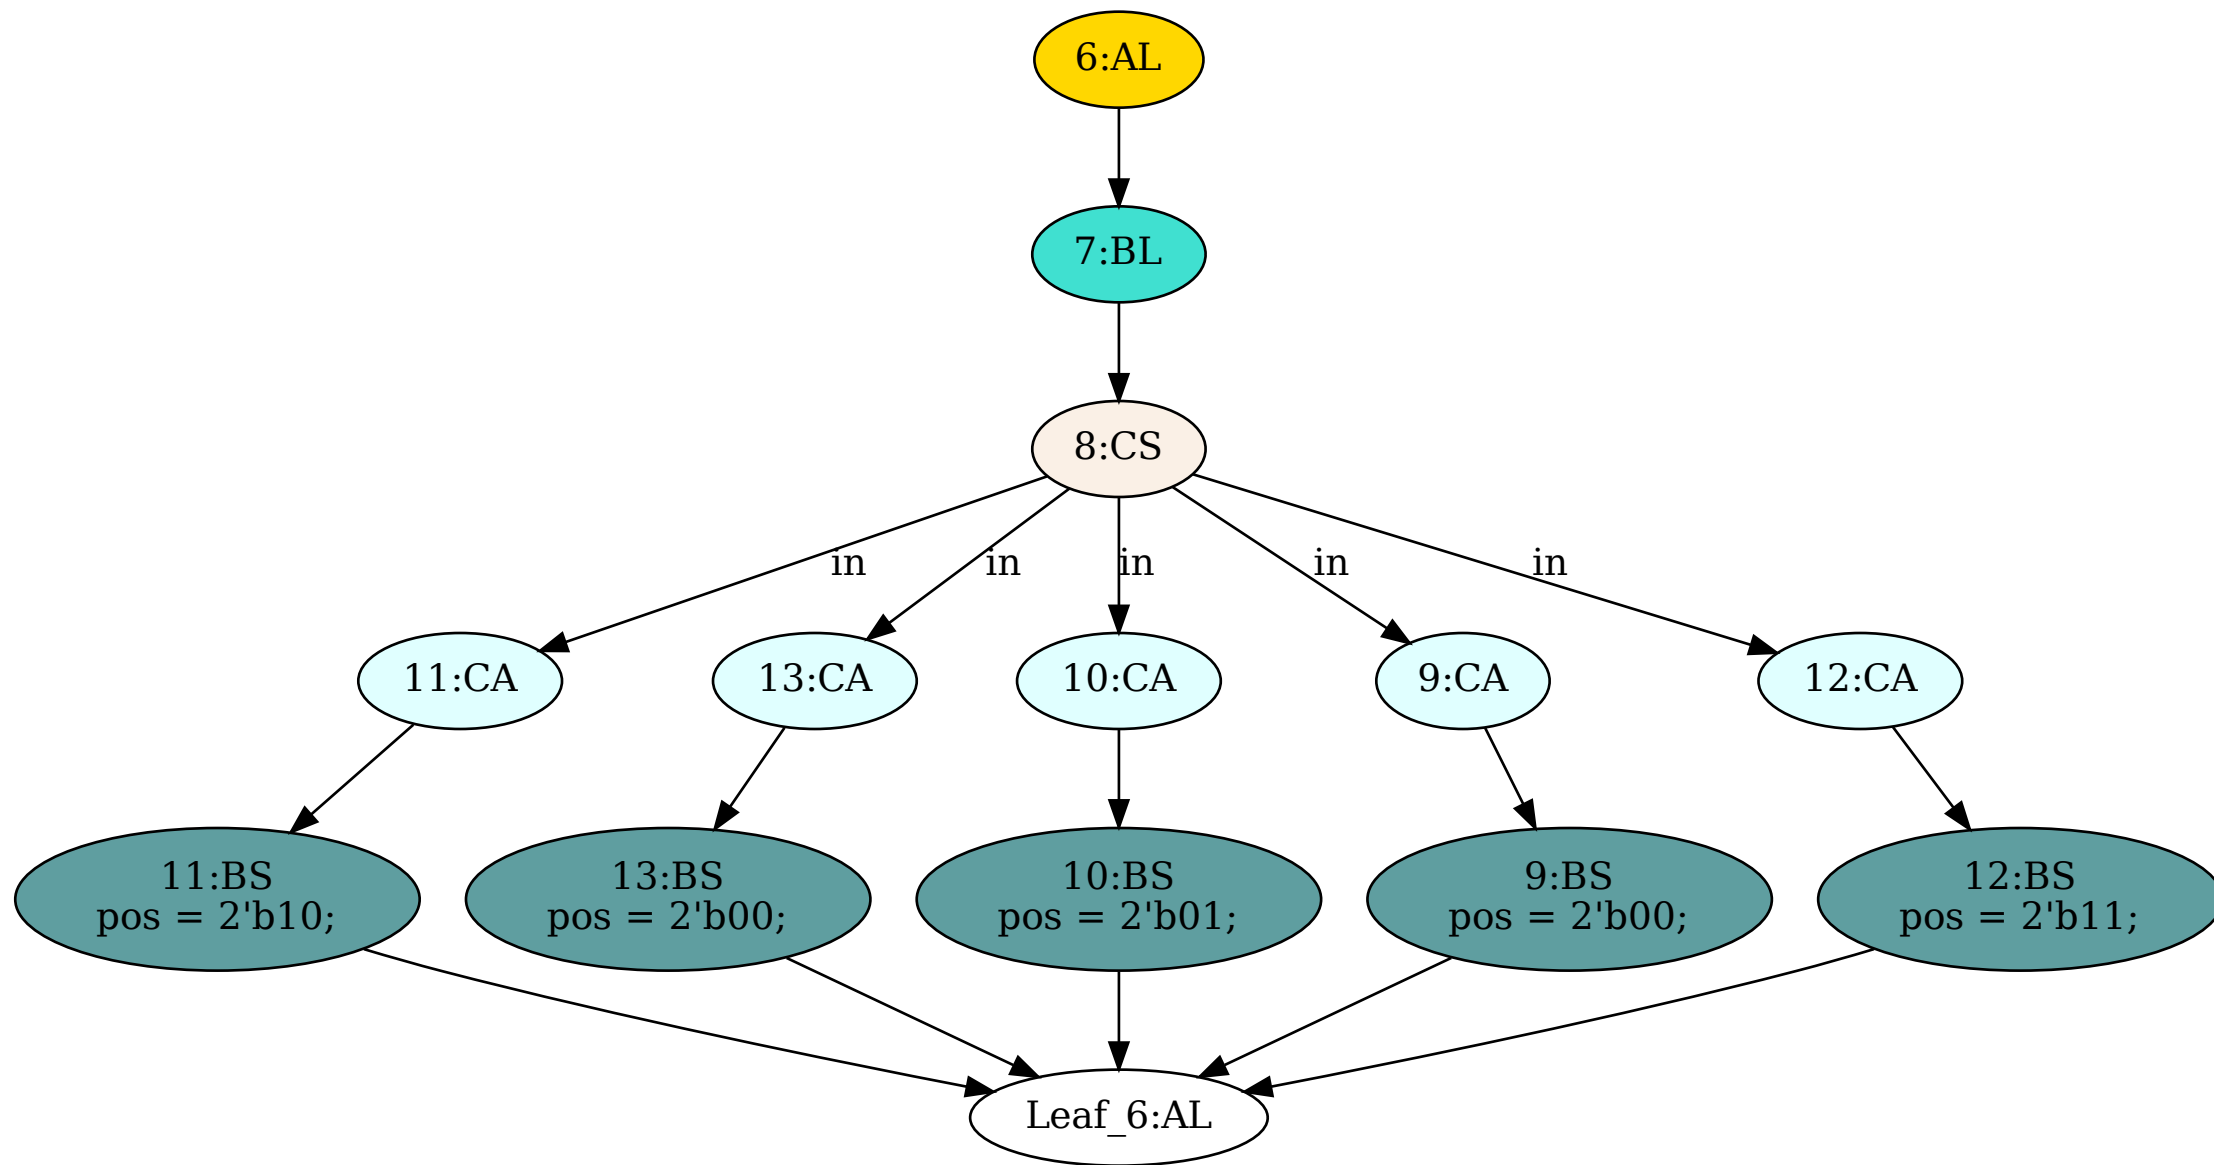 6:AL
7:BL
8:CS
in
in
in
in
in
11:CA
13:CA
10:CA
9:CA
12:CA
11:BS
pos = 2'b10;
13:BS
pos = 2'b00;
10:BS
pos = 2'b01;
9:BS
pos = 2'b00;
12:BS
pos = 2'b11;
Leaf_6:AL